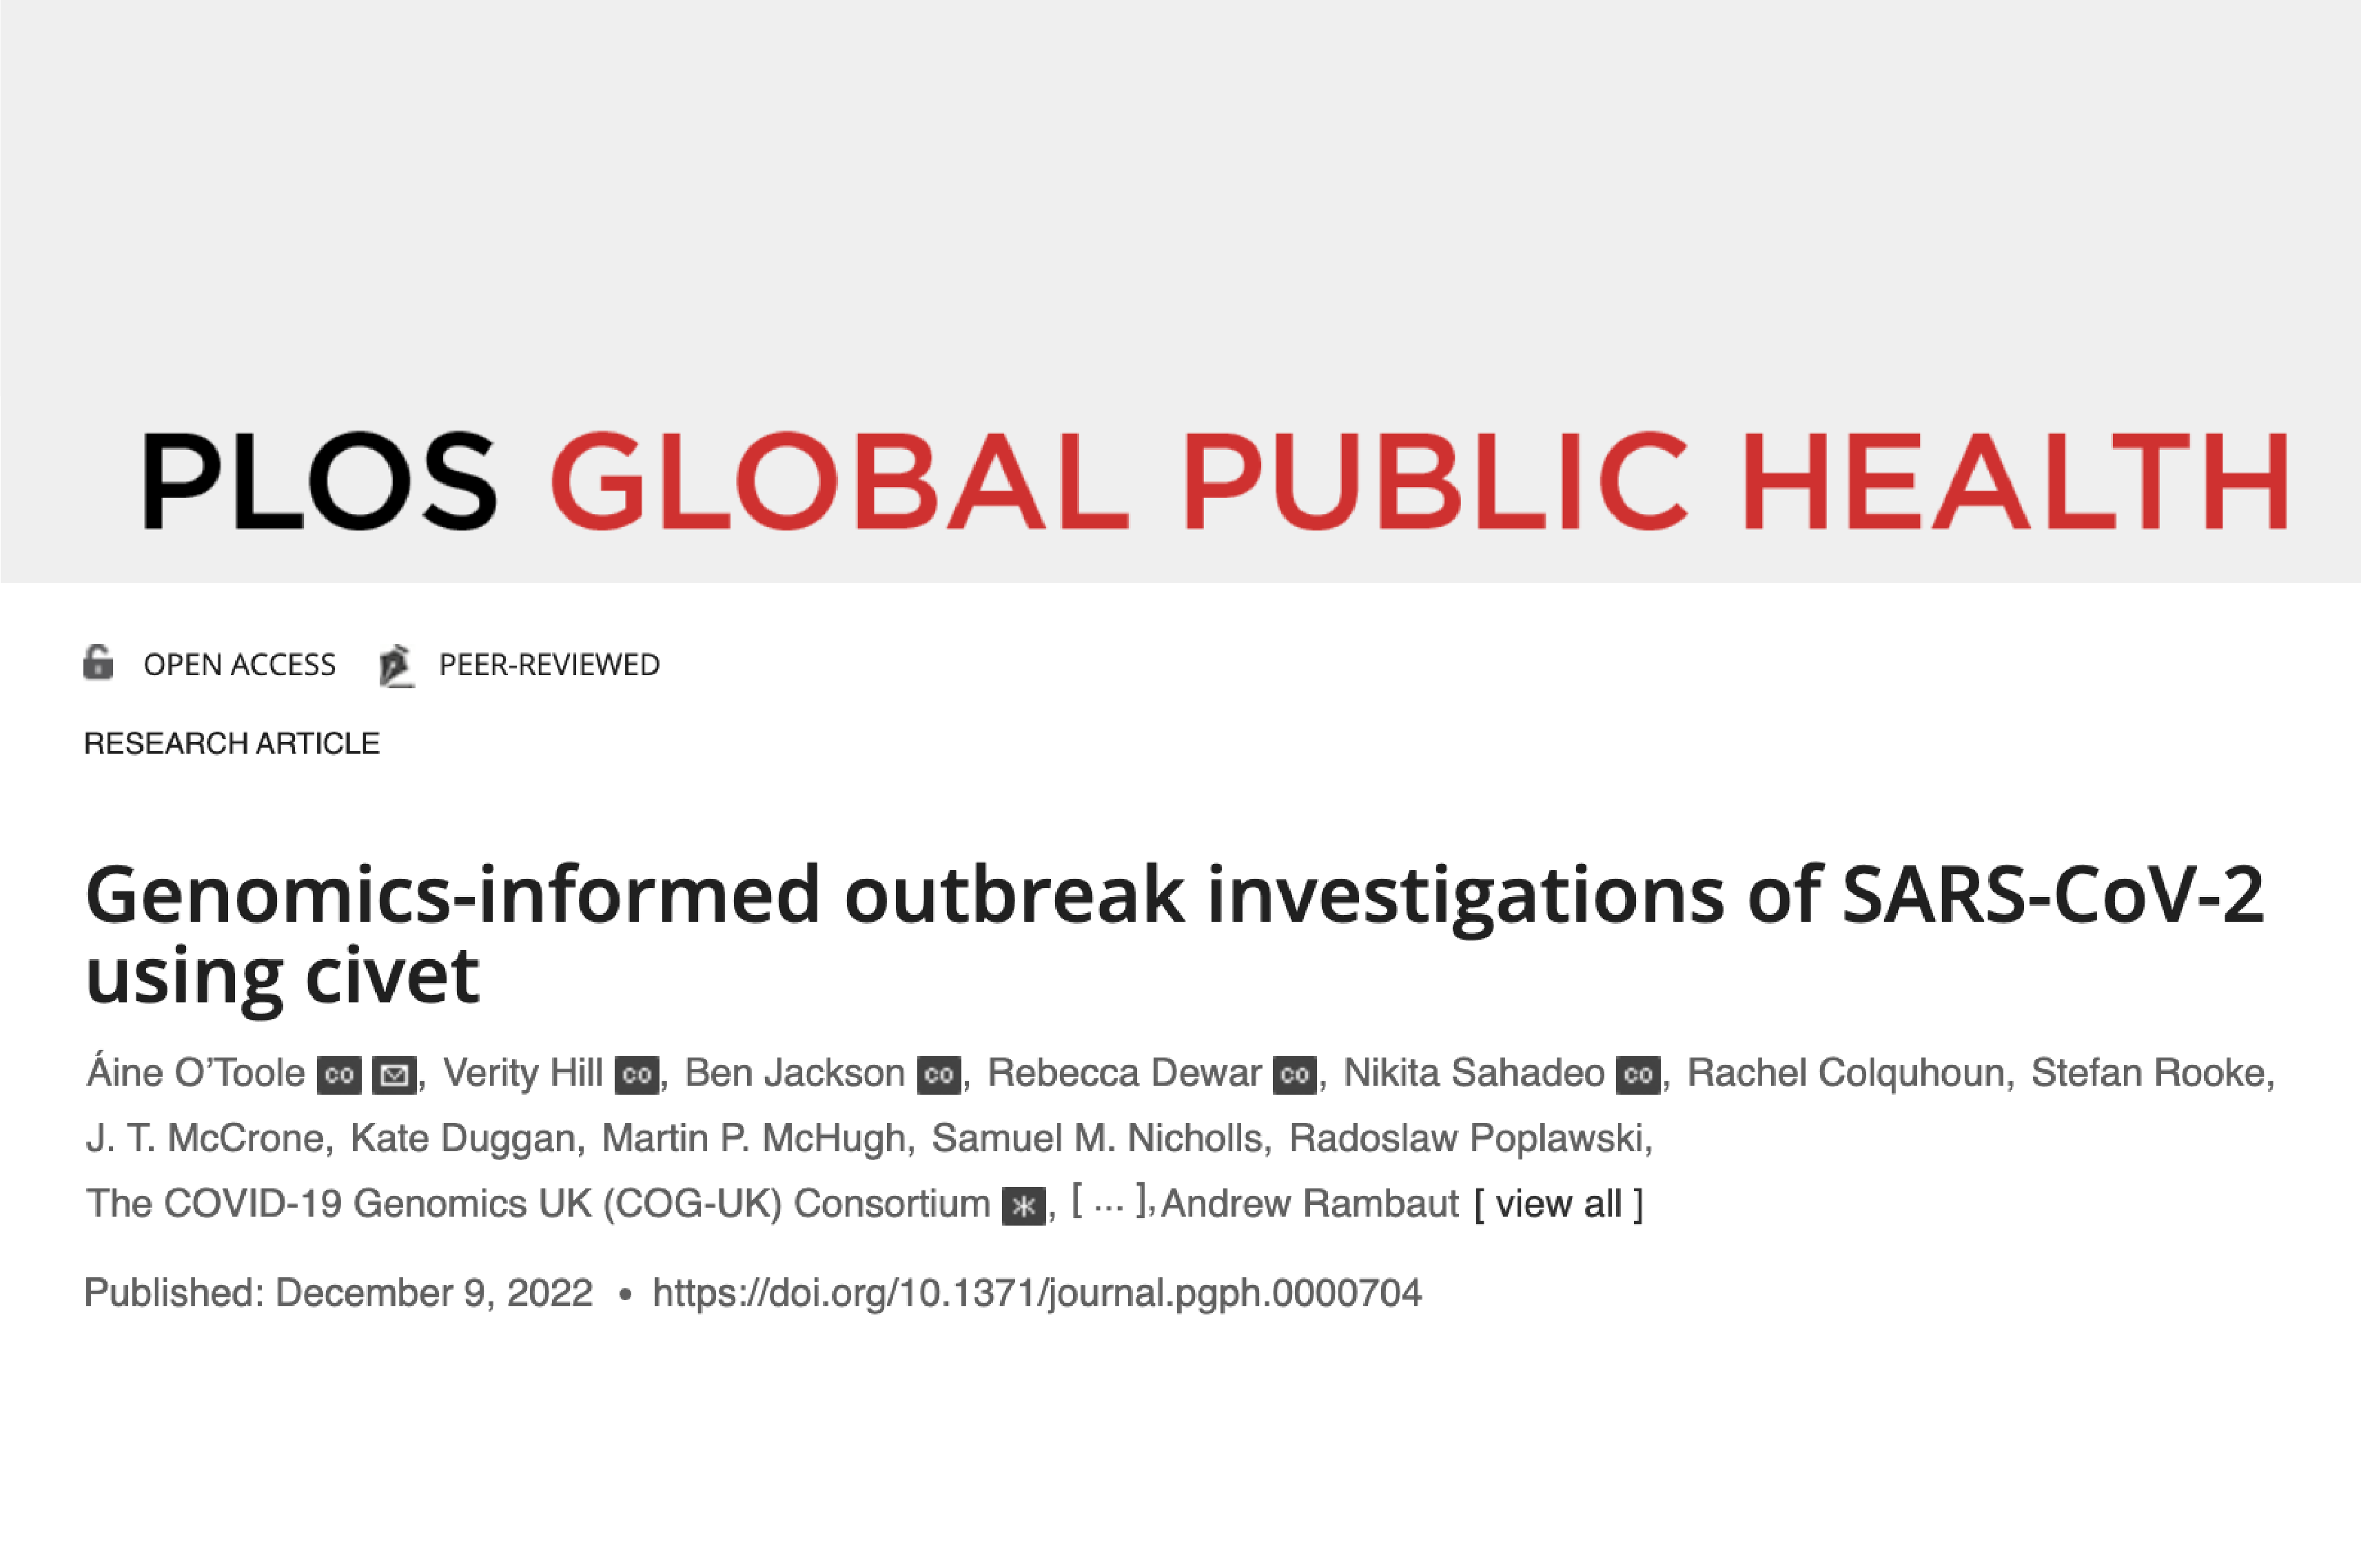 PLOS GLOBAL PUBLIC HEALTH
OPEN ACCESS PEER-REVIEWED
RESEARCH ARTICLE
Genomics-informed outbreak investigations of SARS-CoV-2
using civet
Áine O’Toole co, Verity Hill co, Ben Jackson co, Rebecca Dewar co, Nikita Sahadeo co, Rachel Colquhoun, Stefan Rooke,
J. T. McCrone, Kate Duggan, Martin P. McHugh, Samuel M. Nicholls, Radoslaw Poplawski,
The COVID-19 Genomics UK (COG-UK) Consortium *, [ ... ], Andrew Rambaut [ view all ]
Published: December 9, 2022 • https://doi.org/10.1371/journal.pgph.0000704